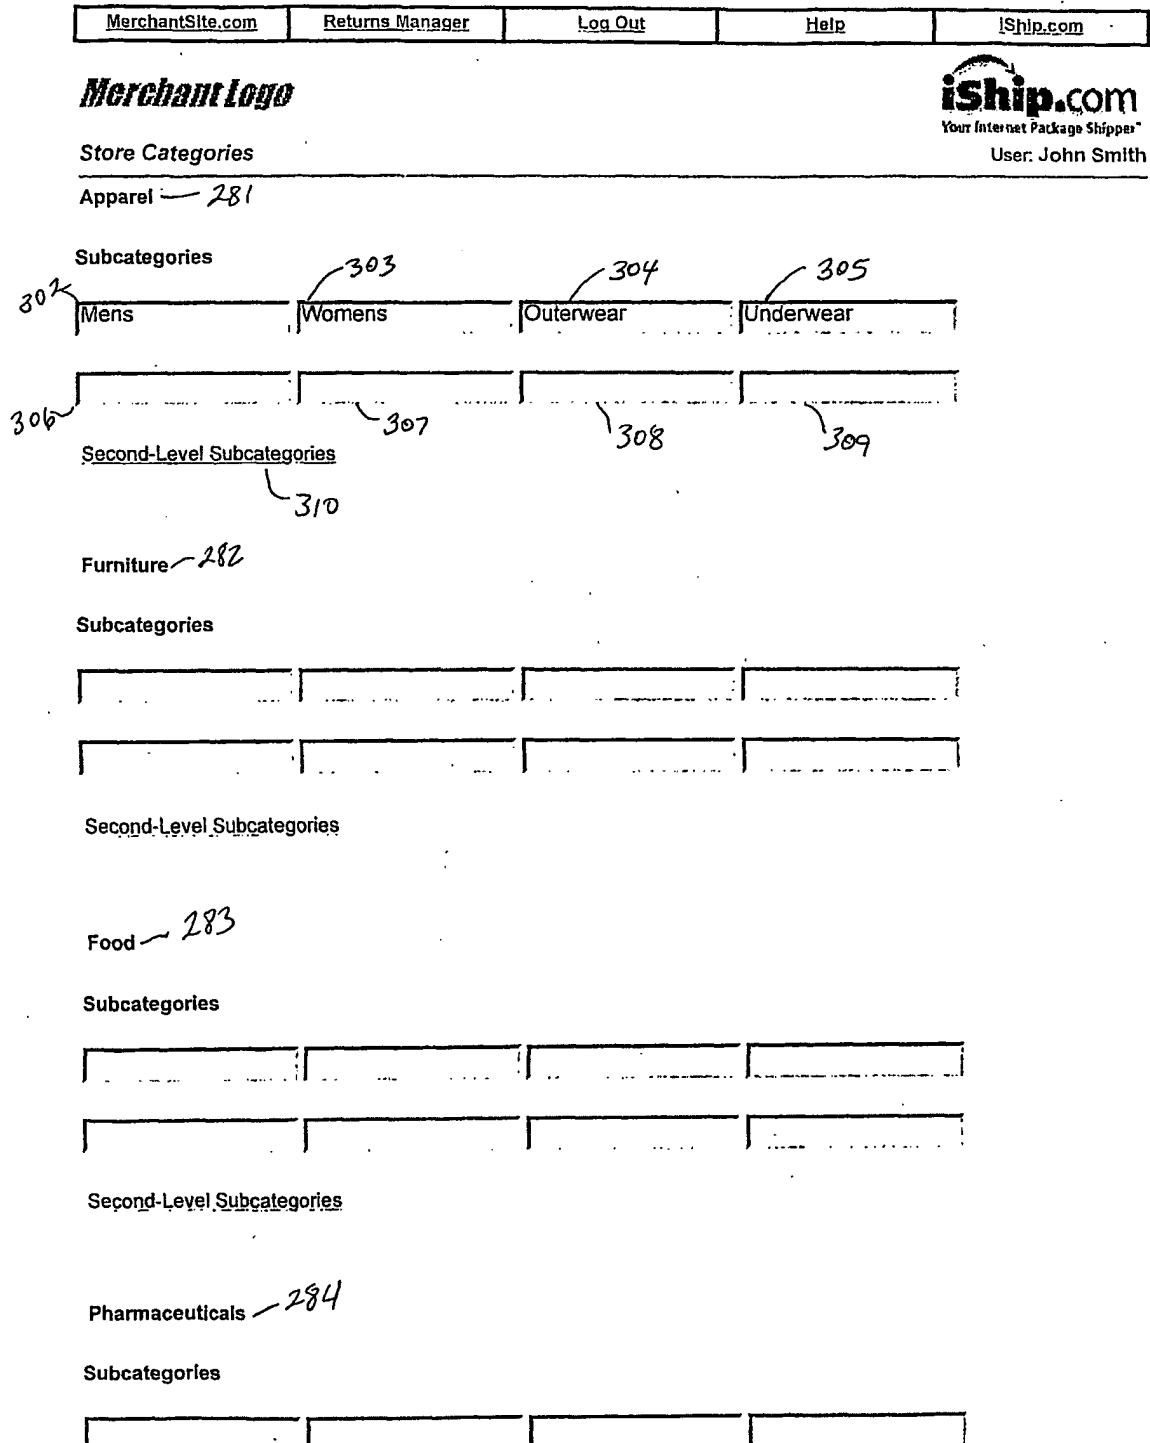 MerchantSite.com Returns Manager Log Out Help iShip.com
Merchant Logo
iShip.com
Your Internet Package Shipper™
Store Categories User: John Smith
Apparel 281
Subcategories
302 303 304 305
Mens Womens Outerwear Underwear
306 307 308 309
Second-Level Subcategories
310
Furniture 282
Subcategories
Second-Level Subcategories
Food 283
Subcategories
Second-Level Subcategories
Pharmaceuticals 284
Subcategories